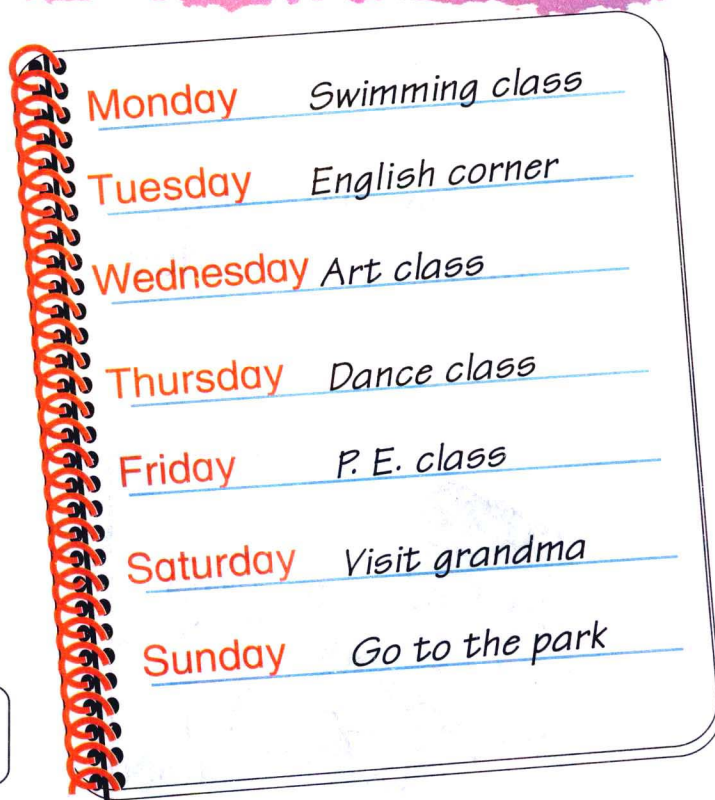 Monday Swimming class
Tuesday English corner
Wednesday Art class
Thursday Dance class
Friday P. E. class
Saturday Visit grandma
Sunday Go to the park